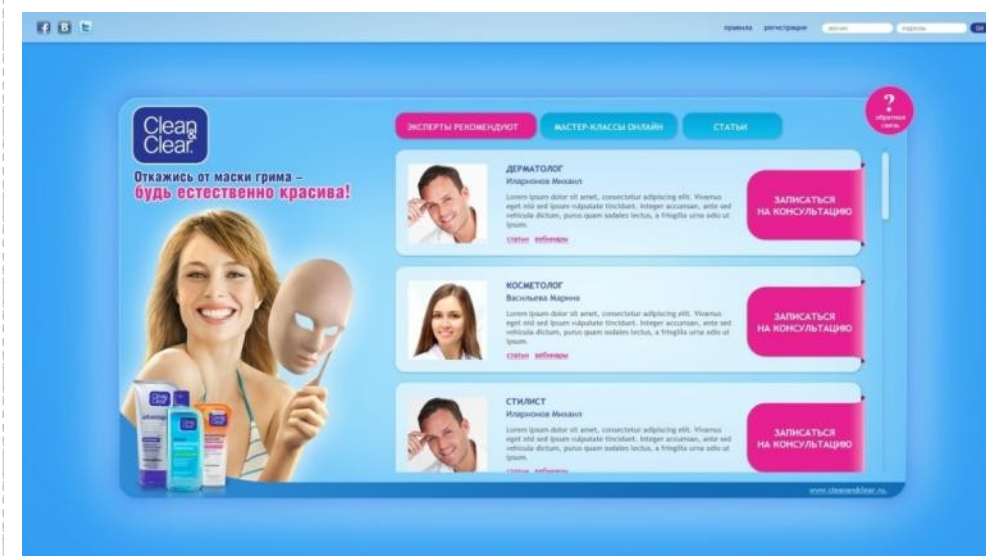 правила регистрация логин пароль OK
? обратная связь
Clean & Clear.
Откажись от маски грима –
будь естественно красива!
ЭКСПЕРТЫ РЕКОМЕНДУЮТ МАСТЕР-КЛАССЫ ОНЛАЙН СТАТЬИ
ДЕРМАТОЛОГ
Иларионов Михаил
Lorem ipsum dolor sit amet, consectetur adipiscing elit. Vivamus
eget nisl sed ipsum vulputate tincidunt. Integer accumsan, ante sed
vehicula dictum, purus quam sodales lectus, a fringilla urna odio ut
ipsum.
статьи вебинары
ЗАПИСАТЬСЯ
НА КОНСУЛЬТАЦИЮ
КОСМЕТОЛОГ
Васильева Марина
Lorem ipsum dolor sit amet, consectetur adipiscing elit. Vivamus
eget nisl sed ipsum vulputate tincidunt. Integer accumsan, ante sed
vehicula dictum, purus quam sodales lectus, a fringilla urna odio ut
ipsum.
статьи вебинары
ЗАПИСАТЬСЯ
НА КОНСУЛЬТАЦИЮ
СТИЛИСТ
Иларионов Михаил
Lorem ipsum dolor sit amet, consectetur adipiscing elit. Vivamus
eget nisl sed ipsum vulputate tincidunt. Integer accumsan, ante sed
vehicula dictum, purus quam sodales lectus, a fringilla urna odio ut
ipsum.
статьи вебинары
ЗАПИСАТЬСЯ
НА КОНСУЛЬТАЦИЮ
www.cleanandclear.ru